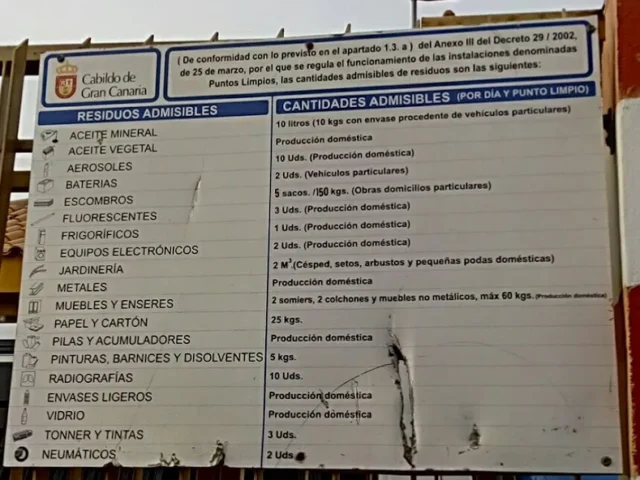 Cabildo de
Gran Canaria
( De conformidad con lo previsto en el apartado 1.3. a ) del Anexo III del Decreto 29 / 2002,
de 25 de marzo, por el que se regula el funcionamiento de las instalaciones denominadas
Puntos Limpios, las cantidades admisibles de residuos son las siguientes:
RESIDUOS ADMISIBLES CANTIDADES ADMISIBLES (POR DÍA Y PUNTO LIMPIO)
ACEITE MINERAL 10 litros (10 kgs con envase procedente de vehículos particulares)
ACEITE VEGETAL Producción doméstica
AEROSOLES 10 Uds. (Producción doméstica)
BATERIAS 2 Uds. (Vehículos particulares)
ESCOMBROS 5 sacos. /150 kgs. (Obras domicilios particulares)
FLUORESCENTES 3 Uds. (Producción doméstica)
FRIGORÍFICOS 1 Uds. (Producción doméstica)
EQUIPOS ELECTRÓNICOS 2 Uds. (Producción doméstica)
JARDINERÍA 2 M³.(Césped, setos, arbustos y pequeñas podas domésticas)
METALES Producción doméstica
MUEBLES Y ENSERES 2 somiers, 2 colchones y muebles no metálicos, máx 60 kgs. (Producción doméstica)
PAPEL Y CARTÓN 25 kgs.
PILAS Y ACUMULADORES Producción doméstica
PINTURAS, BARNICES Y DISOLVENTES 5 kgs.
RADIOGRAFÍAS 10 Uds.
ENVASES LIGEROS Producción doméstica
VIDRIO Producción doméstica
TONNER Y TINTAS 3 Uds.
NEUMÁTICOS 2 Uds